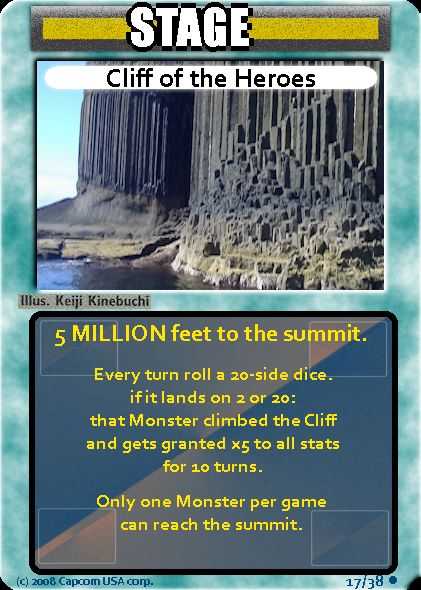 STAGE
Cliff of the Heroes
Illus. Keiji Kinebuchi
5 MILLION feet to the summit.
Every turn roll a 20-side dice.
if it lands on 2 or 20:
that Monster climbed the Cliff
and gets granted x5 to all stats
for 10 turns.
Only one Monster per game
can reach the summit.
(c) 2008 Capcom USA corp.
17/38 ●